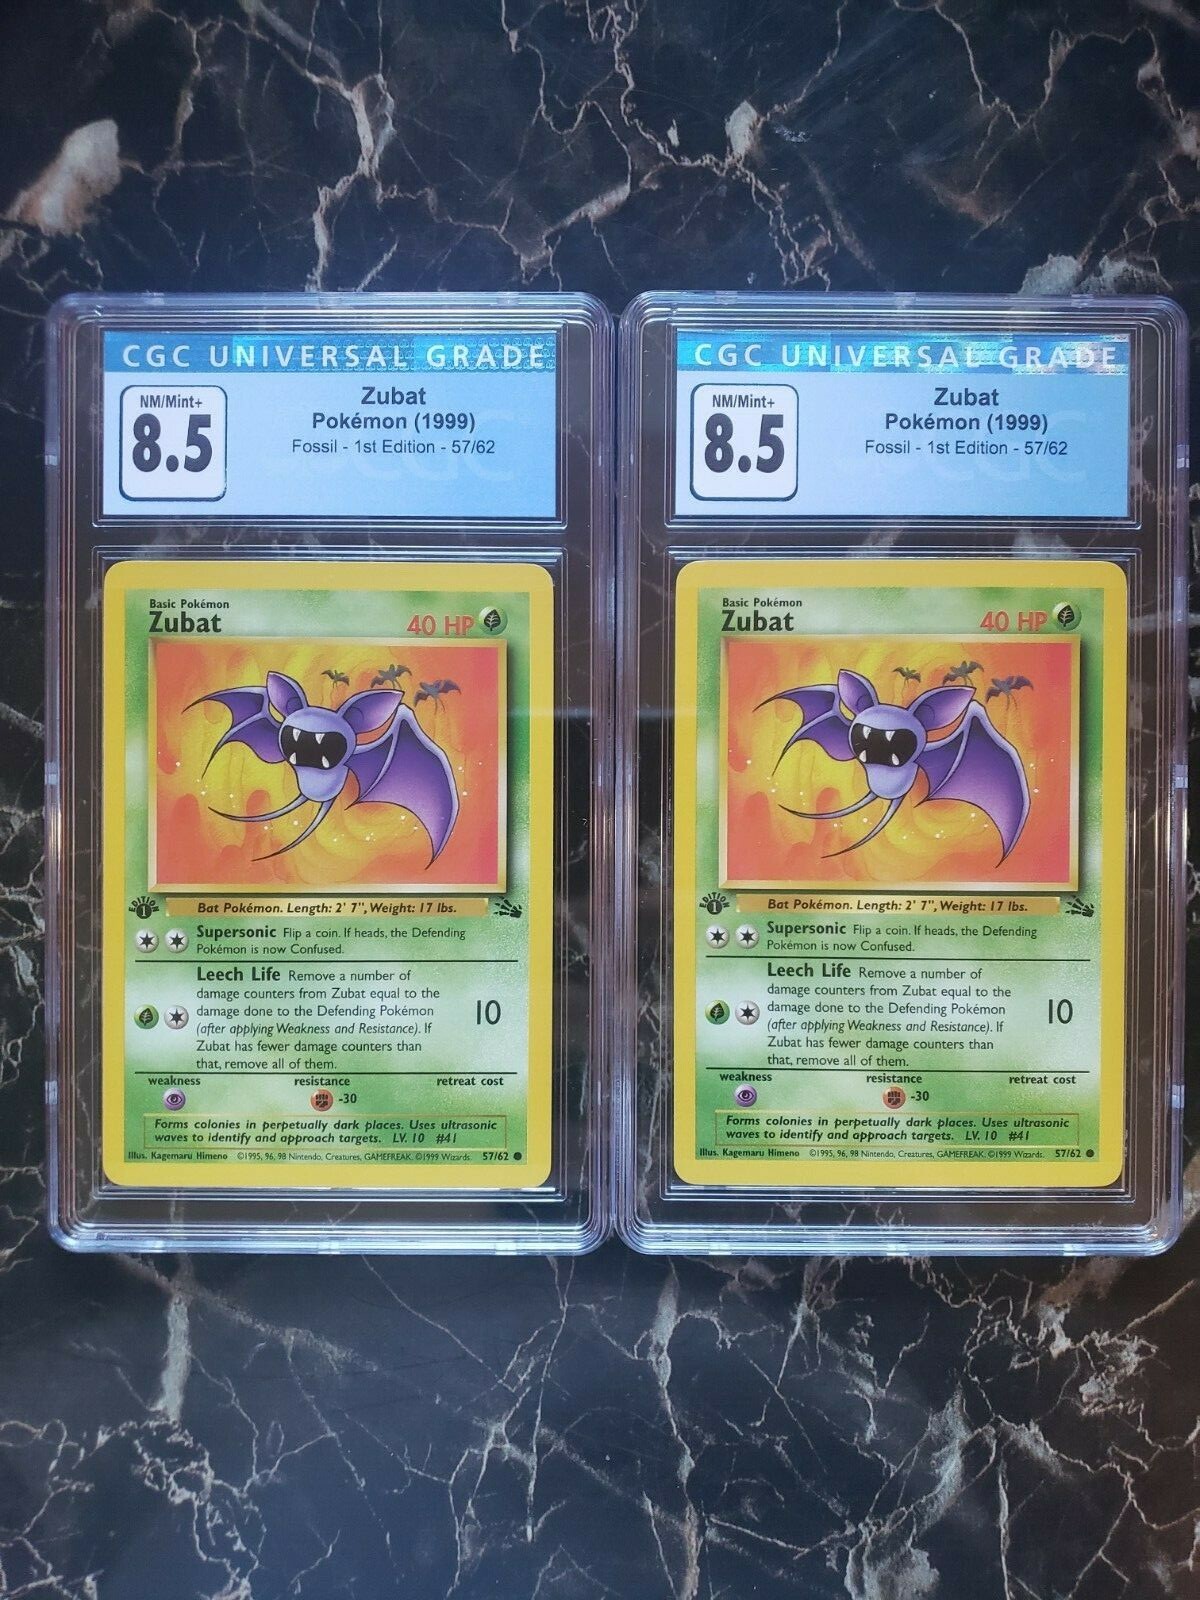 CGC UNIVERSAL GRADE
NM/Mint+
8.5
Zubat
Pokémon (1999)
Fossil - 1st Edition - 57/62
Basic Pokémon
Zubat
40 HP
EDITION
1
Bat Pokémon. Length: 2' 7", Weight: 17 lbs.
Supersonic Flip a coin. If heads, the Defending
Pokémon is now Confused.
Leech Life Remove a number of
damage counters from Zubat equal to the
damage done to the Defending Pokémon
(after applying Weakness and Resistance). If
Zubat has fewer damage counters than
that, remove all of them.
10
weakness resistance retreat cost
-30
Forms colonies in perpetually dark places. Uses ultrasonic
waves to identify and approach targets. LV. 10 #41
Illus. Kagemaru Himeno ©1995, 96, 98 Nintendo, Creatures, GAMEFREAK. ©1999 Wizards. 57/62
CGC UNIVERSAL GRADE
NM/Mint+
8.5
Zubat
Pokémon (1999)
Fossil - 1st Edition - 57/62
CGC
Basic Pokémon
Zubat
40 HP
EDITION
1
Bat Pokémon. Length: 2' 7", Weight: 17 lbs.
Supersonic Flip a coin. If heads, the Defending
Pokémon is now Confused.
Leech Life Remove a number of
damage counters from Zubat equal to the
damage done to the Defending Pokémon
(after applying Weakness and Resistance). If
Zubat has fewer damage counters than
that, remove all of them.
10
weakness resistance retreat cost
-30
Forms colonies in perpetually dark places. Uses ultrasonic
waves to identify and approach targets. LV. 10 #41
Illus. Kagemaru Himeno ©1995, 96, 98 Nintendo, Creatures, GAMEFREAK. ©1999 Wizards. 57/62